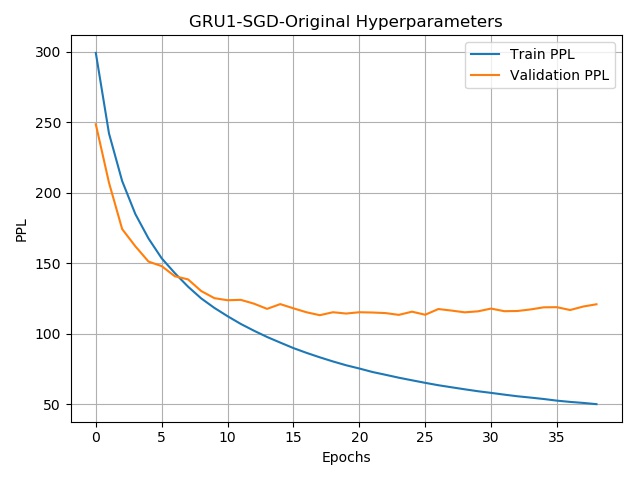 GRU1-SGD-Original Hyperparameters
Train PPL
Validation PPL
300
250
200
150
100
50
PPL
0 5 10 15 20 25 30 35
Epochs